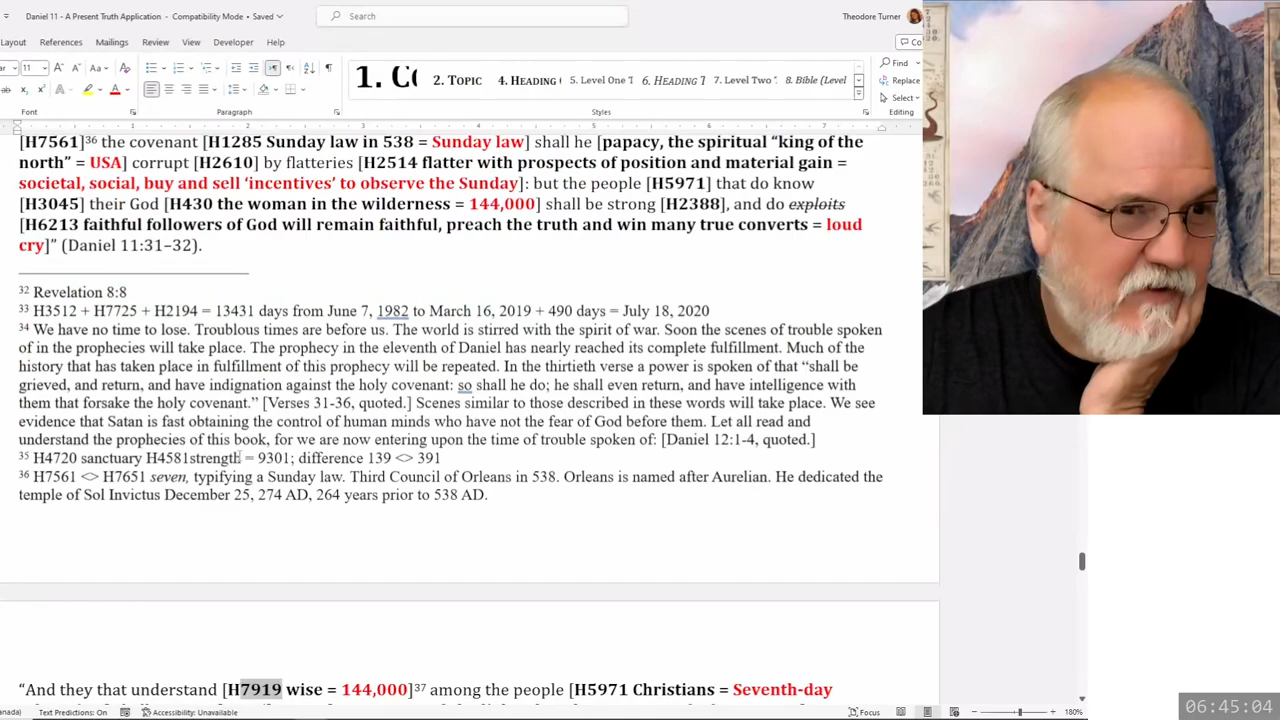 Daniel 11 - A Present Truth Application - Compatibility Mode • Saved
Search
Theodore Turner
Layout References Mailings Review View Developer Help
Co
11 A A Aa A
1. C
2. TOPIC 4. HEADING 5. Level One 6. HEADING 7. Level Two 8. Bible (Level
Find
Replace
Select
Font Paragraph Styles Editing
1 2 3 4 5 6 7
[H7561]36 the covenant [H1285 Sunday law in 538 = Sunday law] shall he [papacy, the spiritual “king of the
north” = USA] corrupt [H2610] by flatteries [H2514 flatter with prospects of position and material gain =
societal, social, buy and sell ‘incentives’ to observe the Sunday]: but the people [H5971] that do know
[H3045] their God [H430 the woman in the wilderness = 144,000] shall be strong [H2388], and do exploits
[H6213 faithful followers of God will remain faithful, preach the truth and win many true converts = loud
cry]” (Daniel 11:31–32).
32 Revelation 8:8
33 H3512 + H7725 + H2194 = 13431 days from June 7, 1982 to March 16, 2019 + 490 days = July 18, 2020
34 We have no time to lose. Troublous times are before us. The world is stirred with the spirit of war. Soon the scenes of trouble spoken
of in the prophecies will take place. The prophecy in the eleventh of Daniel has nearly reached its complete fulfillment. Much of the
history that has taken place in fulfillment of this prophecy will be repeated. In the thirtieth verse a power is spoken of that “shall be
grieved, and return, and have indignation against the holy covenant: so shall he do; he shall even return, and have intelligence with
them that forsake the holy covenant.” [Verses 31-36, quoted.] Scenes similar to those described in these words will take place. We see
evidence that Satan is fast obtaining the control of human minds who have not the fear of God before them. Let all read and
understand the prophecies of this book, for we are now entering upon the time of trouble spoken of: [Daniel 12:1-4, quoted.]
35 H4720 sanctuary H4581strength = 9301; difference 139 <> 391
36 H7561 <> H7651 seven, typifying a Sunday law. Third Council of Orleans in 538. Orleans is named after Aurelian. He dedicated the
temple of Sol Invictus December 25, 274 AD, 264 years prior to 538 AD.
“And they that understand [H7919 wise = 144,000]37 among the people [H5971 Christians = Seventh-day
Text Predictions: On Accessibility: Unavailable Focus 180%
06:45:04